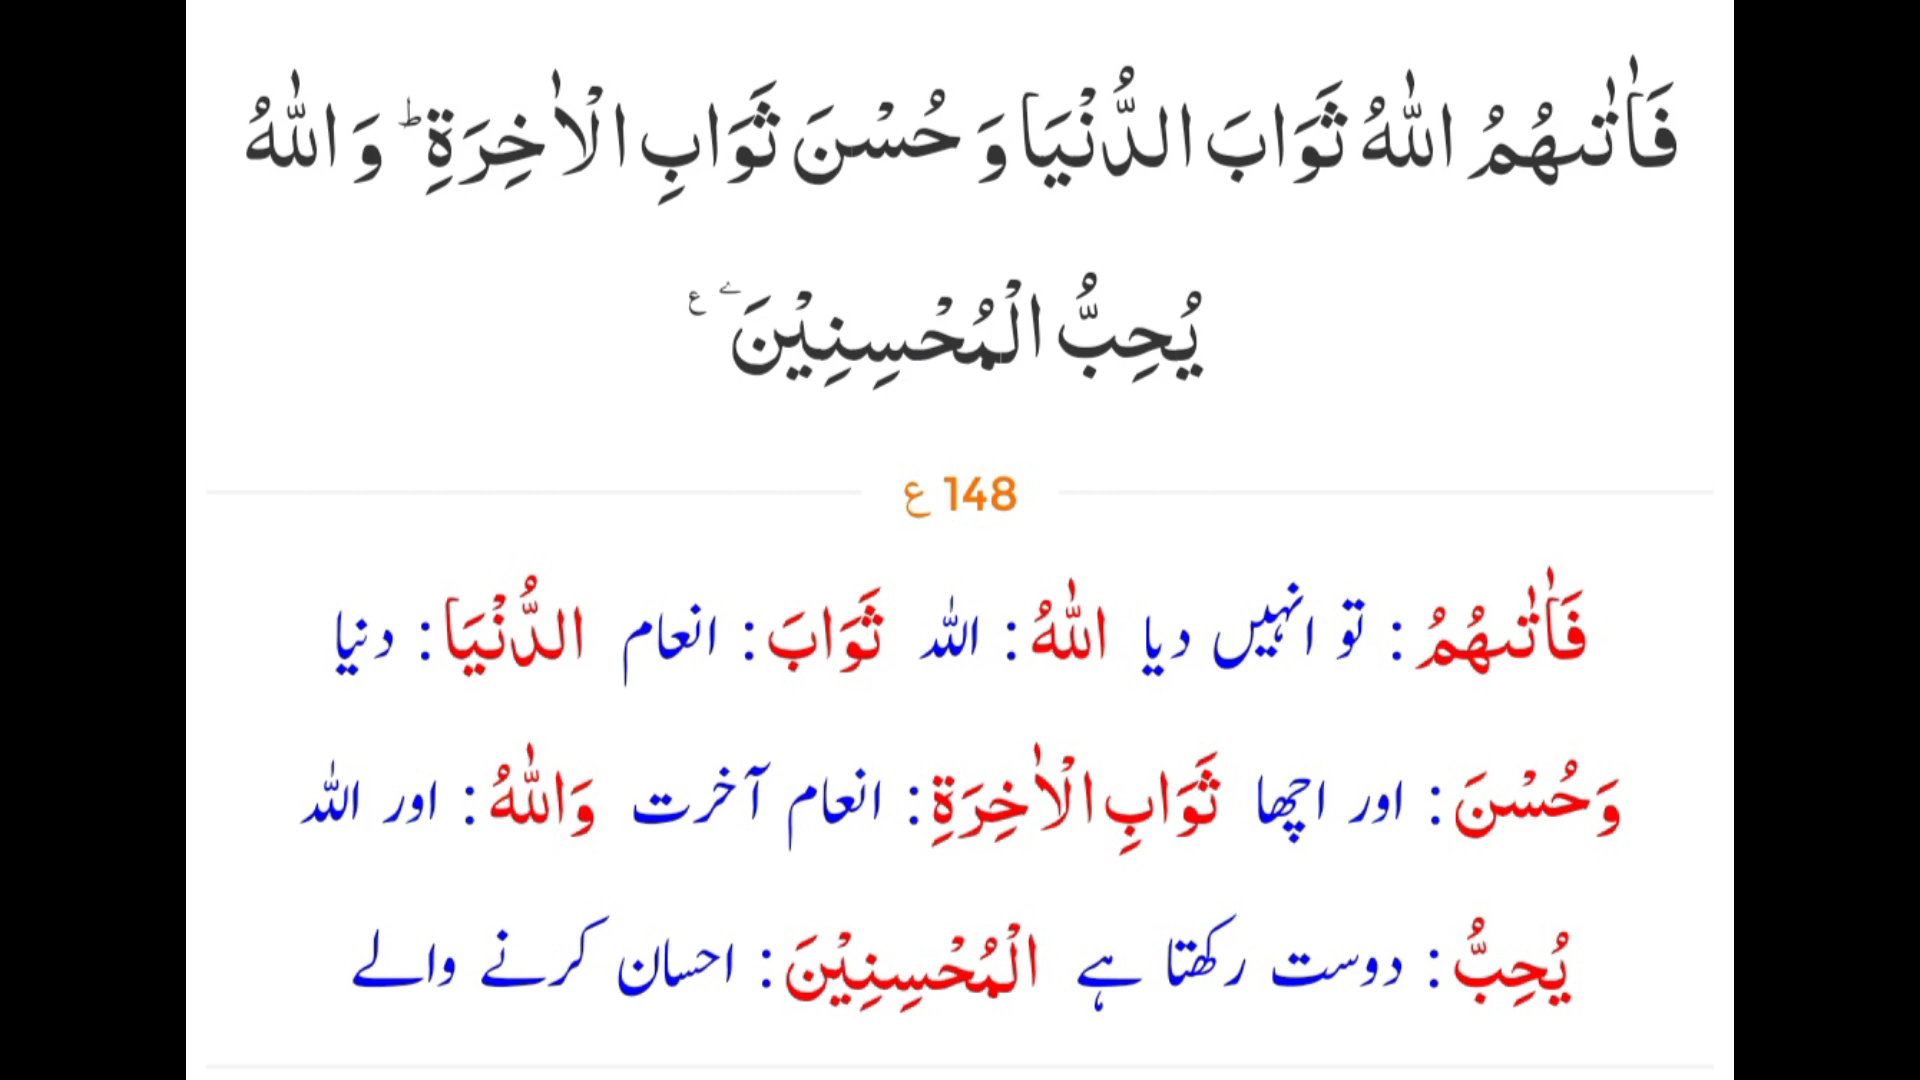 فَاٰتٰىهُمُ اللّٰهُ ثَوَابَ الدُّنْیَا وَ حُسْنَ ثَوَابِ الْاٰخِرَةِؕ-وَ اللّٰهُ
یُحِبُّ الْمُحْسِنِیْنَ۠ ع
148 ع
فَاٰتٰىهُمُ : تو انہیں دیا اللّٰهُ : اللہ ثَوَابَ : انعام الدُّنْیَا : دنیا
وَحُسْنَ : اور اچھا ثَوَابِ الْاٰخِرَةِ : انعام آخرت وَاللّٰهُ : اور اللہ
یُحِبُّ : دوست رکھتا ہے الْمُحْسِنِیْنَ : احسان کرنے والے